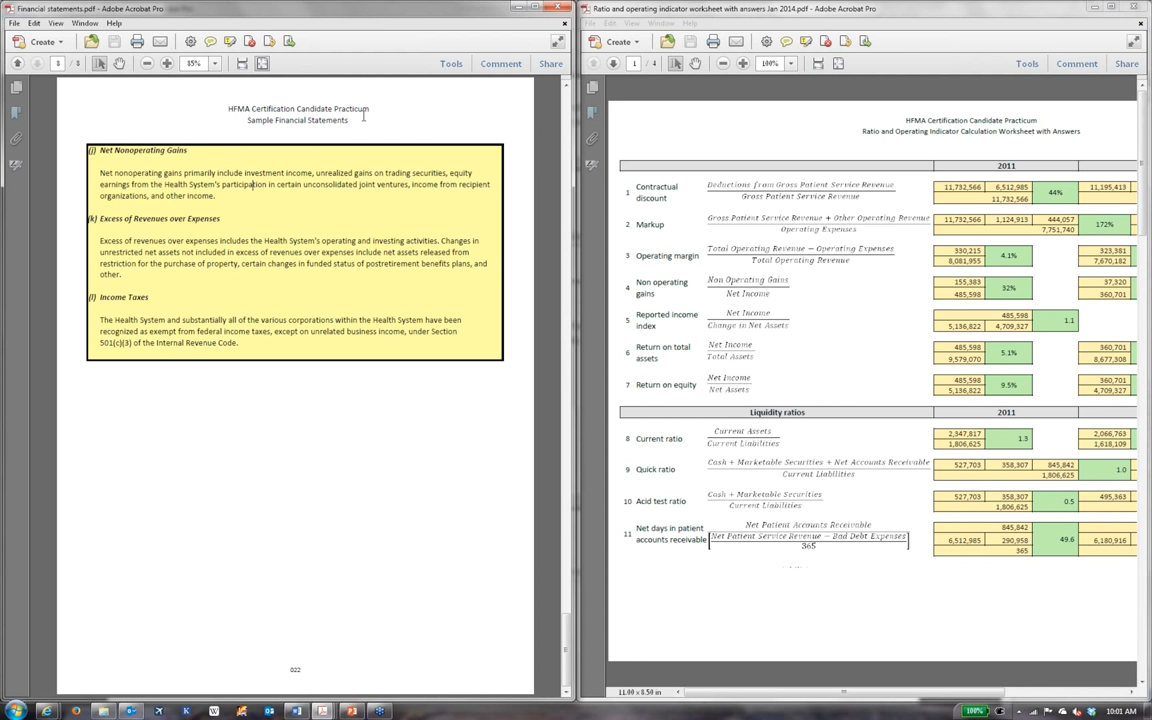 Financial statements.pdf - Adobe Acrobat Pro
File Edit View Window Help
Create
8 / 8 85%
Tools Comment Share
HFMA Certification Candidate Practicum
Sample Financial Statements
(j) Net Nonoperating Gains
Net nonoperating gains primarily include investment income, unrealized gains on trading securities, equity
earnings from the Health System's participation in certain unconsolidated joint ventures, income from recipient
organizations, and other income.
(k) Excess of Revenues over Expenses
Excess of revenues over expenses includes the Health System's operating and investing activities. Changes in
unrestricted net assets not included in excess of revenues over expenses include net assets released from
restriction for the purchase of property, certain changes in funded status of postretirement benefits plans, and
other.
(l) Income Taxes
The Health System and substantially all of the various corporations within the Health System have been
recognized as exempt from federal income taxes, except on unrelated business income, under Section
501(c)(3) of the Internal Revenue Code.
022
Ratio and operating indicator worksheet with answers Jan 2014.pdf - Adobe Acrobat Pro
File Edit View Window Help
Create
1 / 4 100%
Tools Comment Share
HFMA Certification Candidate Practicum
Ratio and Operating Indicator Calculation Worksheet with Answers
2011
1 Contractual discount Deductions from Gross Patient Service Revenue 11,732,566 6,512,985 44% 11,195,413
Gross Patient Service Revenue 11,732,566
2 Markup Gross Patient Service Revenue + Other Operating Revenue 11,732,566 1,124,913 444,057 172%
Operating Expenses 7,751,740
3 Operating margin Total Operating Revenue − Operating Expenses 330,215 4.1% 323,381
Total Operating Revenue 8,081,955 7,670,182
4 Non operating gains Non Operating Gains 155,383 32% 37,320
Net Income 485,598 360,701
5 Reported income index Net Income 485,598 1.1
Change in Net Assets 5,136,822 4,709,327
6 Return on total assets Net Income 485,598 5.1% 360,701
Total Assets 9,579,070 8,677,308
7 Return on equity Net Income 485,598 9.5% 360,701
Net Assets 5,136,822 4,709,327
Liquidity ratios 2011
8 Current ratio Current Assets 2,347,817 1.3 2,066,763
Current Liabilities 1,806,625 1,618,109
9 Quick ratio Cash + Marketable Securities + Net Accounts Receivable 527,703 358,307 845,842 1.0
Current Liabilities 1,806,625
10 Acid test ratio Cash + Marketable Securities 527,703 358,307 0.5 495,363
Current Liabilities 1,806,625
11 Net days in patient accounts receivable Net Patient Accounts Receivable 845,842 49.6
[Net Patient Service Revenue − Bad Debt Expenses 6,512,985 290,958 6,180,916
365] 365
11.00 x 8.50 in
100% 10:01 AM